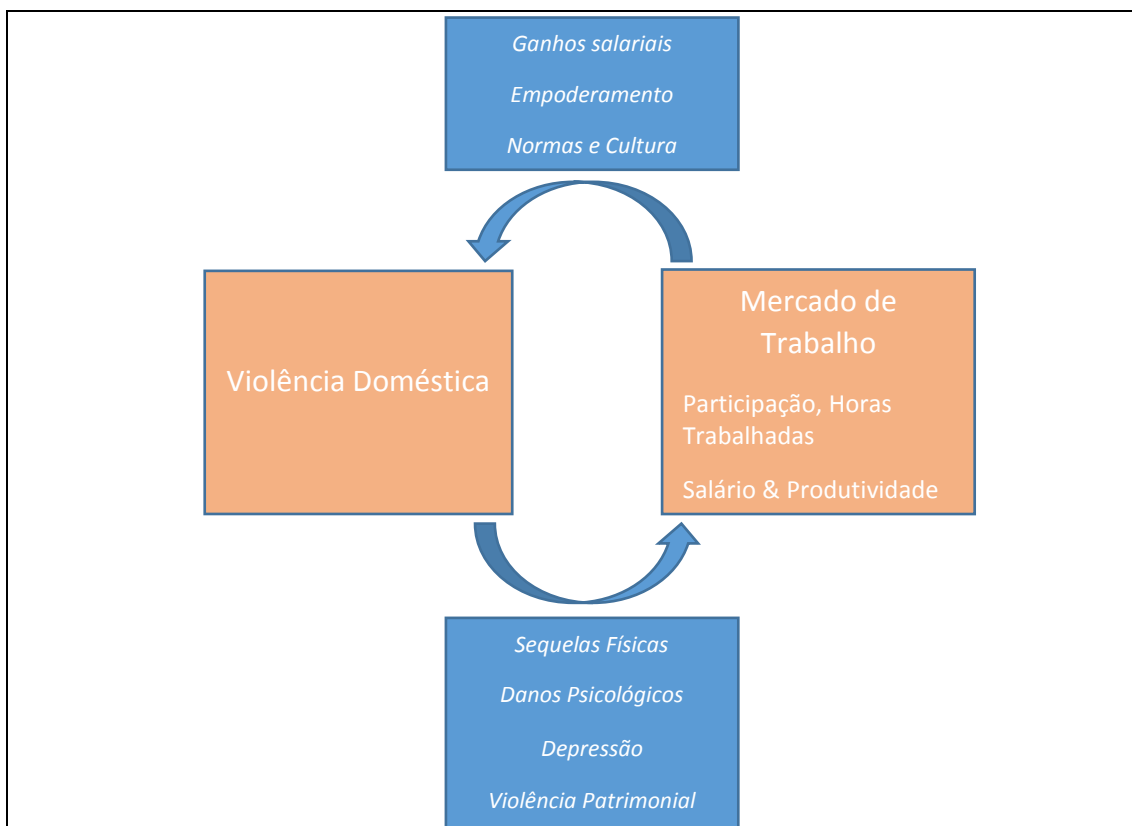 Ganhos salariais
Empoderamento
Normas e Cultura
Violência Doméstica
Mercado de
Trabalho
Participação, Horas
Trabalhadas
Salário & Produtividade
Sequelas Físicas
Danos Psicológicos
Depressão
Violência Patrimonial